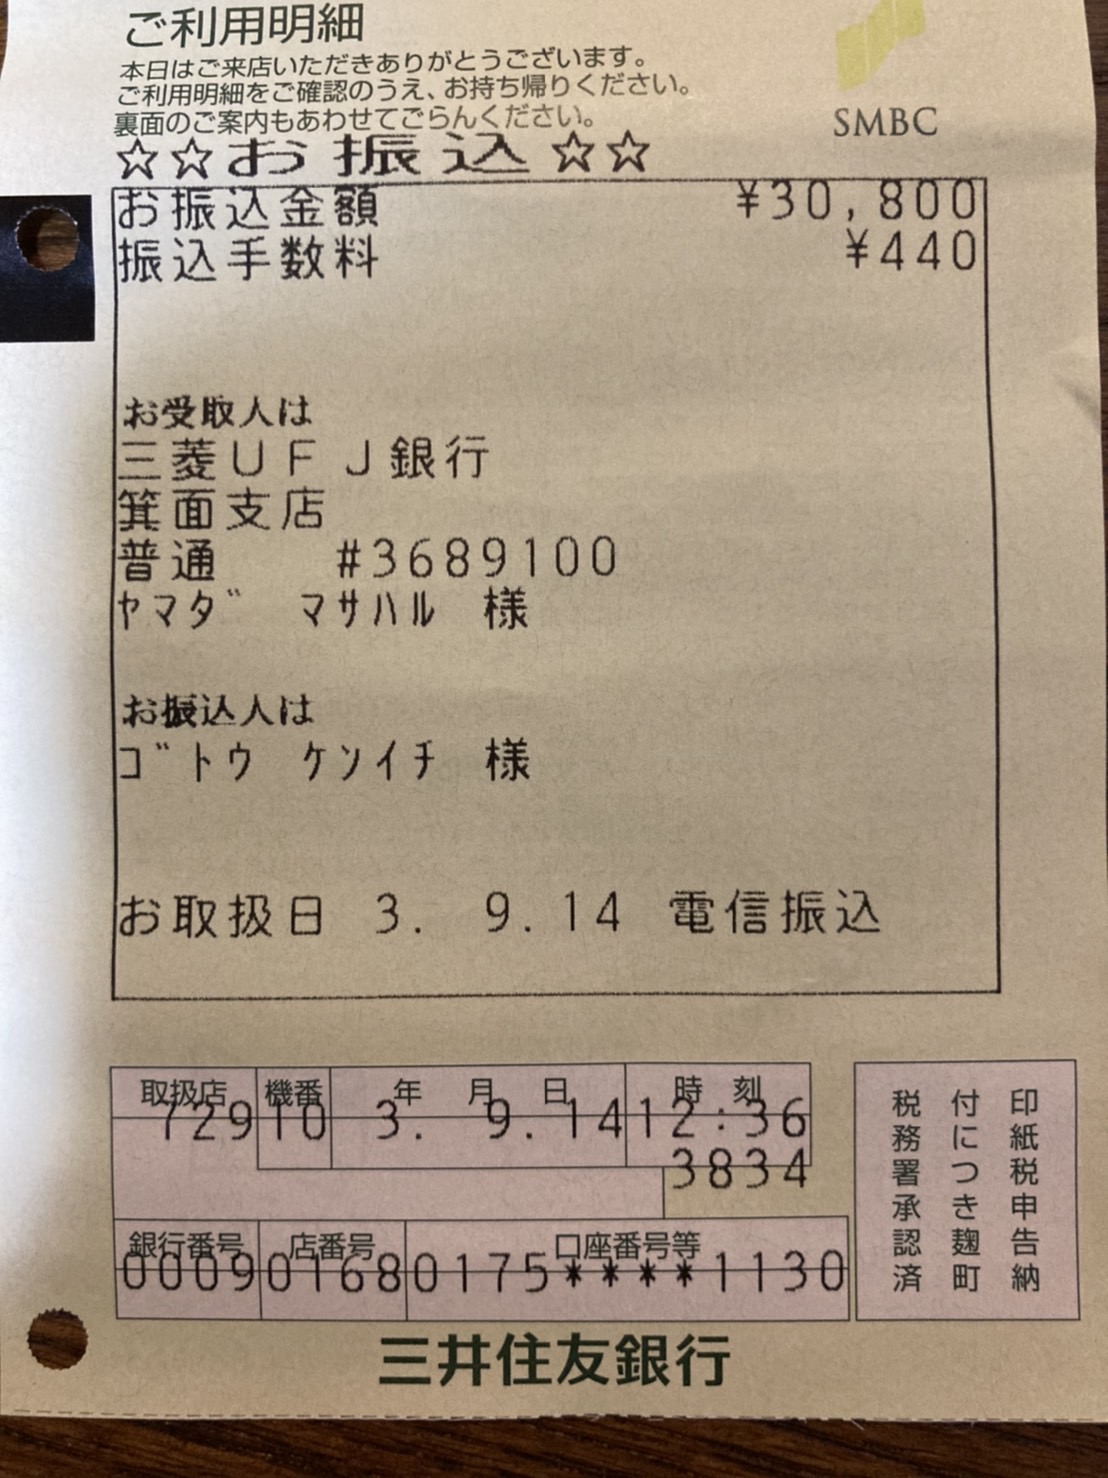 ご利用明細
本日はご来店いただきありがとうございます。
ご利用明細をご確認のうえ、お持ち帰りください。
裏面のご案内もあわせてごらんください。
SMBC
☆☆お振込☆☆
お振込金額 ¥30,800
振込手数料 ¥440
お受取人は
三菱UFJ銀行
箕面支店
普通 #3689100
ヤマダ マサハル 様
お振込人は
ゴトウ ケンイチ 様
お取扱日 3. 9.14 電信振込
取扱店 機番 年 月 日 時刻
729 10 3. 9.14 12:36
3834
銀行番号 店番号 口座番号等
0009 0168 0175****1130
印紙税申告納
付につき麹町
税務署承認済
三井住友銀行